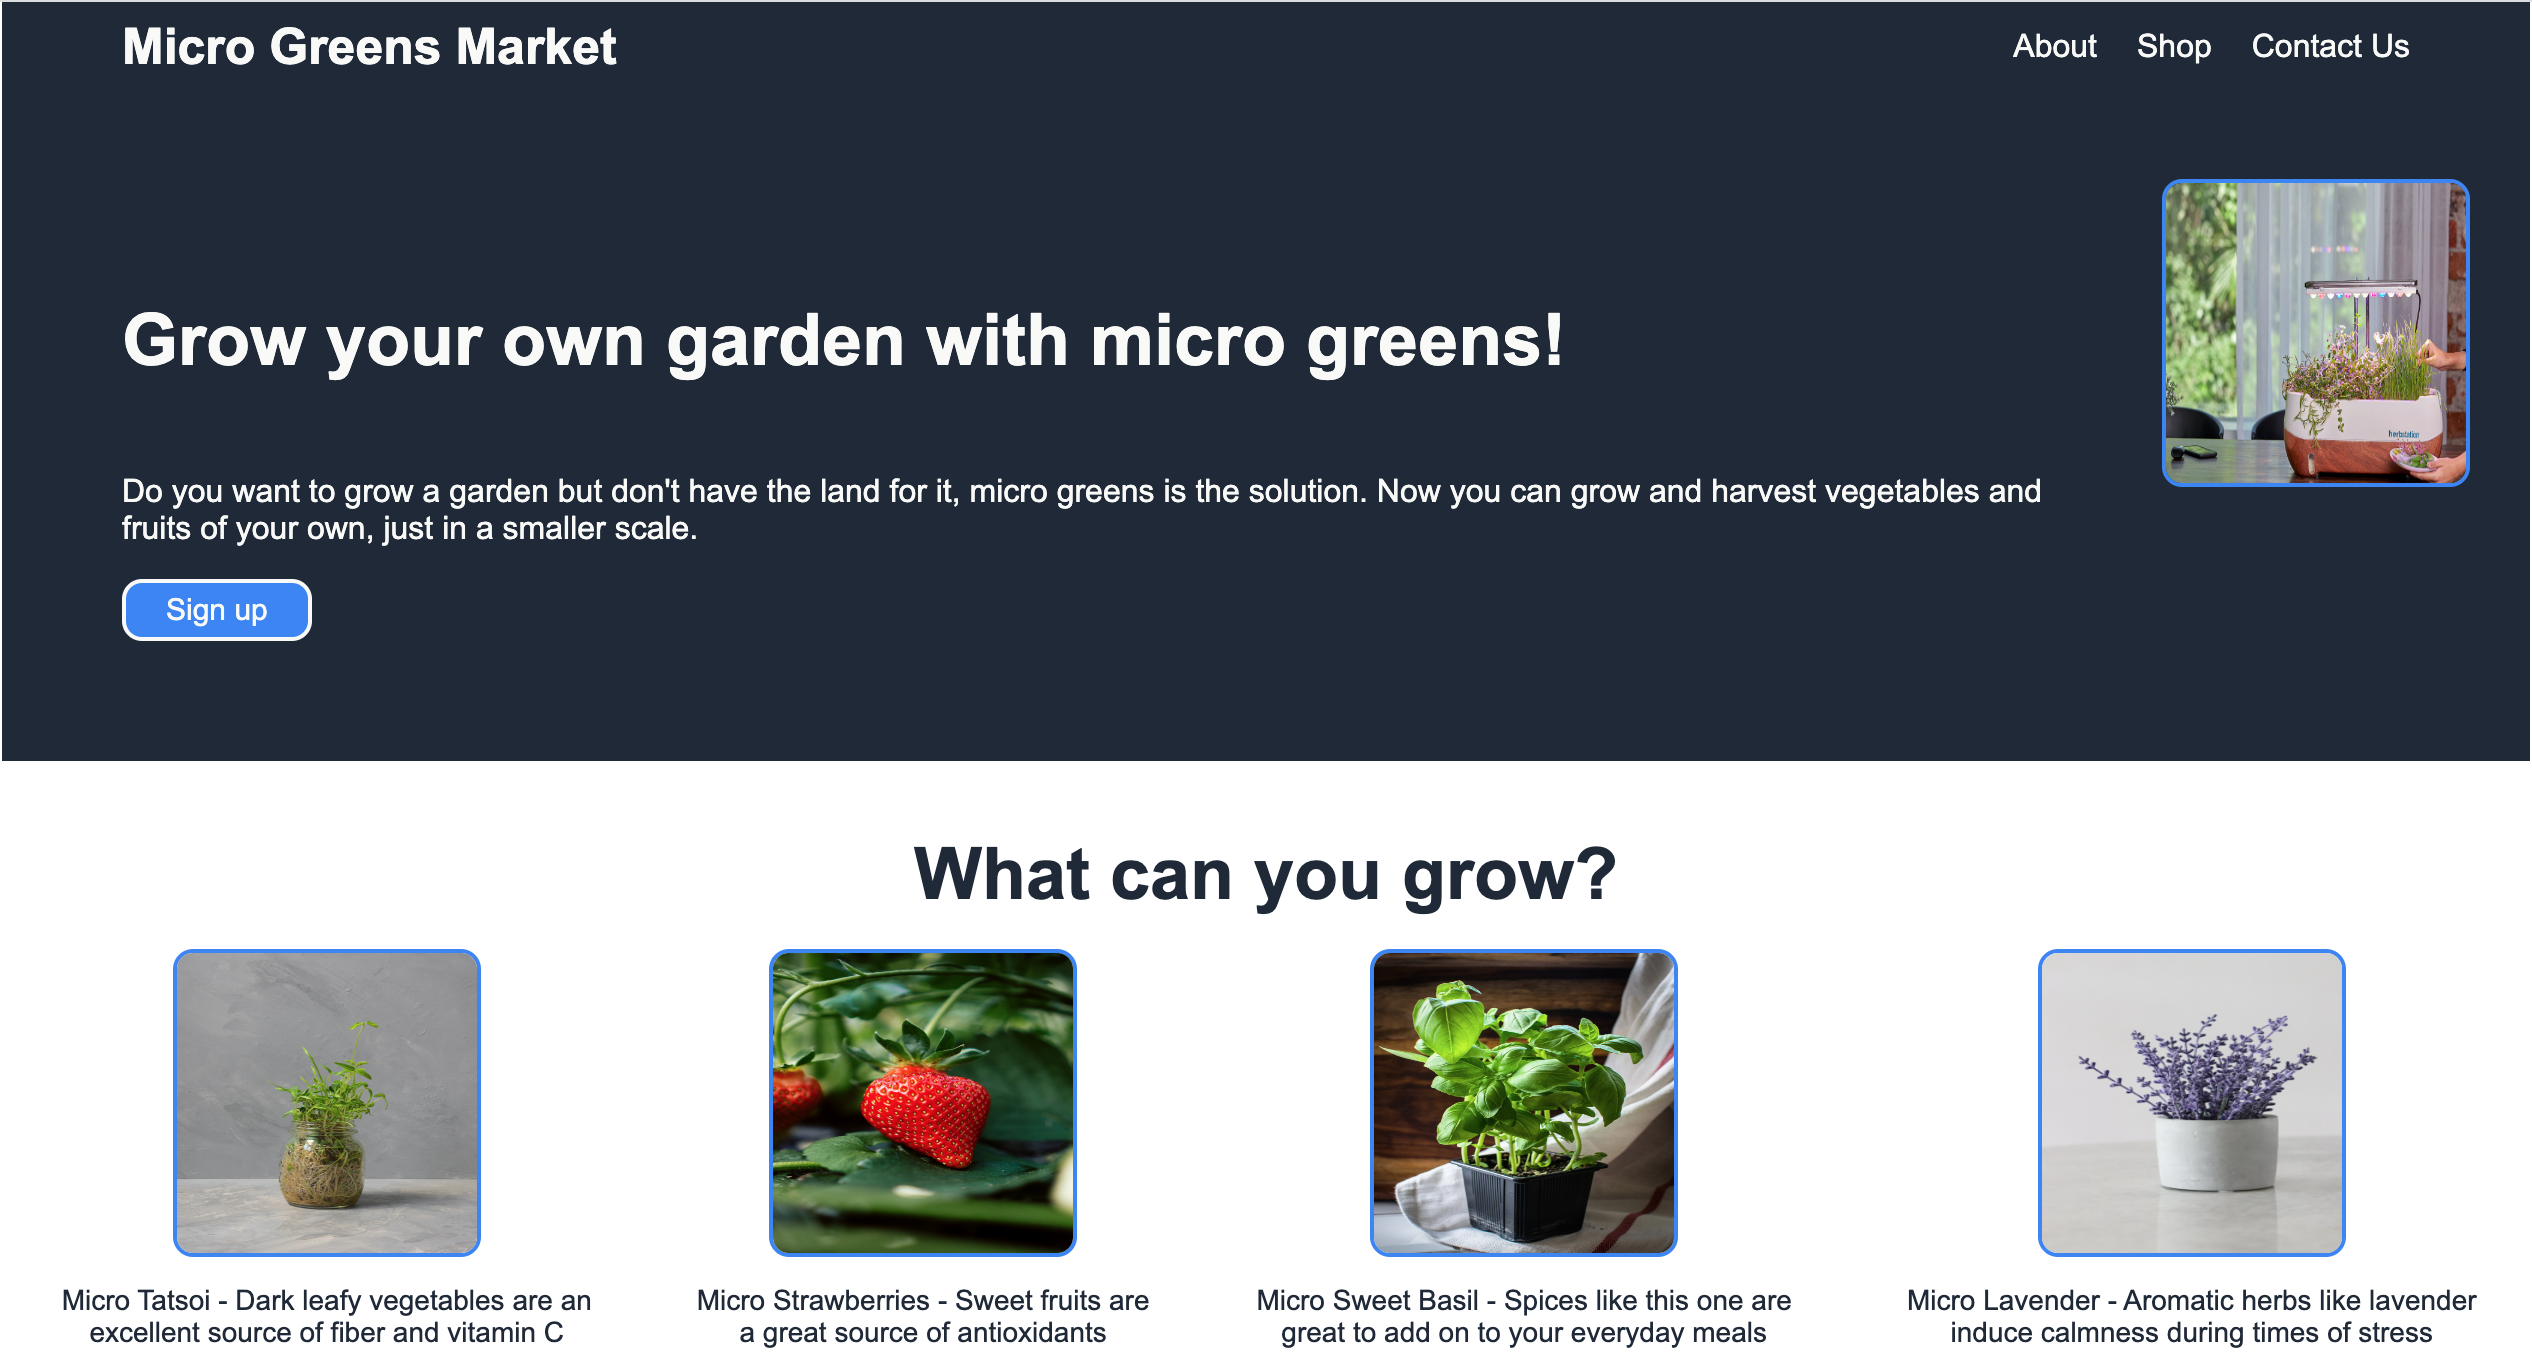 Micro Greens Market
About Shop Contact Us
Grow your own garden with micro greens!
herbstation
Do you want to grow a garden but don't have the land for it, micro greens is the solution. Now you can grow and harvest vegetables and
fruits of your own, just in a smaller scale.
Sign up
What can you grow?
Micro Tatsoi - Dark leafy vegetables are an
excellent source of fiber and vitamin C
Micro Strawberries - Sweet fruits are
a great source of antioxidants
Micro Sweet Basil - Spices like this one are
great to add on to your everyday meals
Micro Lavender - Aromatic herbs like lavender
induce calmness during times of stress